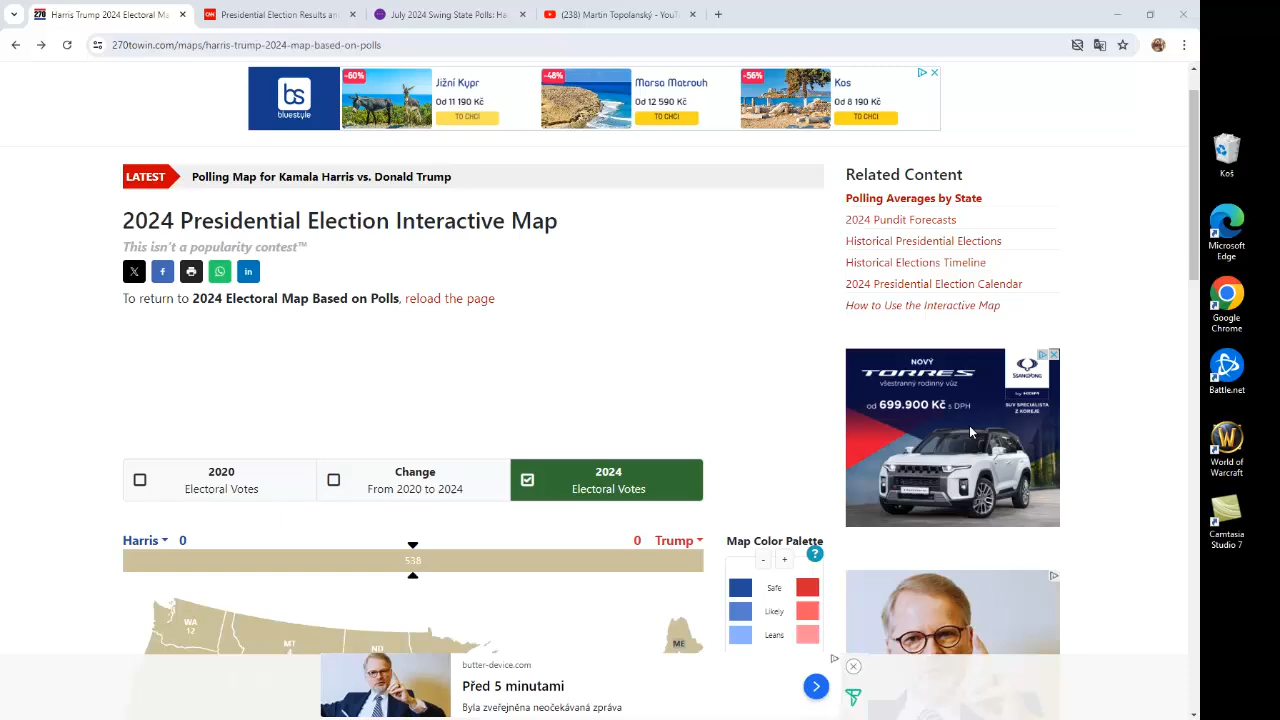 Harris Trump 2024 Electoral Ma
Presidential Election Results an
July 2024 Swing State Polls: Ha
(238) Martin Topolanský - YouT
270towin.com/maps/harris-trump-2024-map-based-on-polls
bs
bluestyle
-60%
Jižní Kypr
Od 11 190 Kč
TO CHCI
-48%
Marsa Matrouh
Od 12 590 Kč
TO CHCI
-56%
Kos
Od 8 190 Kč
TO CHCI
LATEST
Polling Map for Kamala Harris vs. Donald Trump
2024 Presidential Election Interactive Map
This isn't a popularity contest™
To return to 2024 Electoral Map Based on Polls, reload the page
2020
Electoral Votes
Change
From 2020 to 2024
2024
Electoral Votes
Harris 0
0 Trump
538
Map Color Palette
- +
?
Safe
Likely
Leans
WA
12
MT
ND
ME
Related Content
Polling Averages by State
2024 Pundit Forecasts
Historical Presidential Elections
Historical Elections Timeline
2024 Presidential Election Calendar
How to Use the Interactive Map
NOVÝ
TORRES
všestranný rodinný vůz
od 699.900 Kč s DPH
SSANGYONG
SUV SPECIALISTA
Z KOREJE
butter-device.com
Před 5 minutami
Byla zveřejněna neočekávaná zpráva
Koš
Microsoft
Edge
Google
Chrome
Battle.net
World of
Warcraft
Camtasia
Studio 7